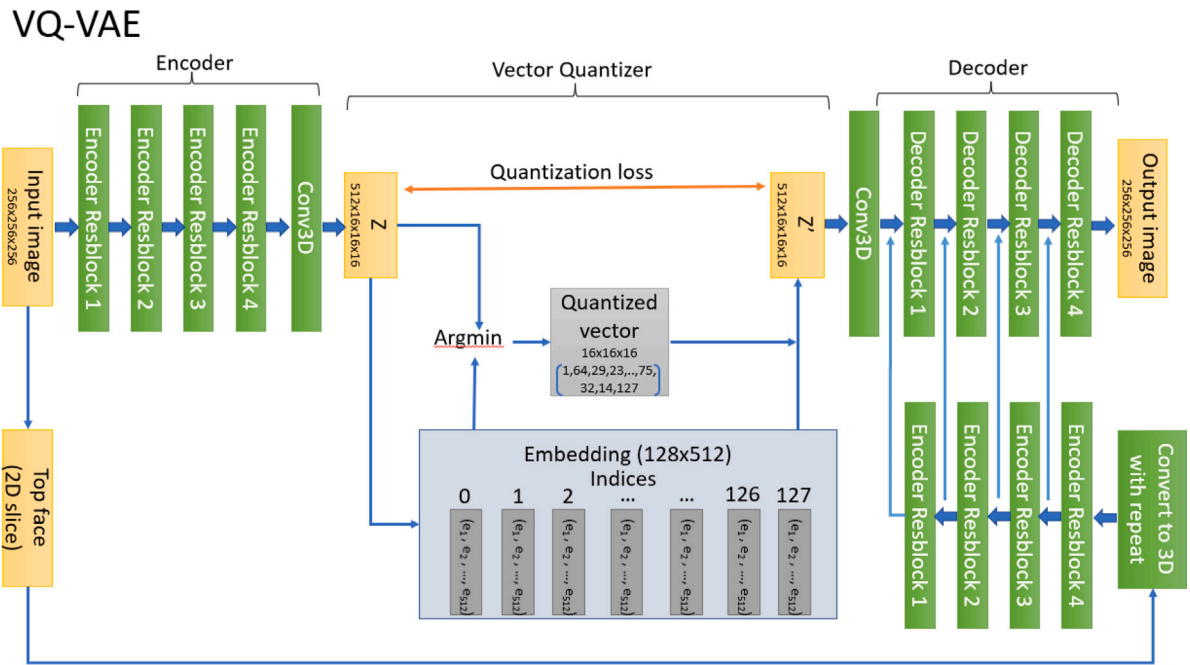 VQ-VAE
Encoder
Vector Quantizer
Decoder
Input image
256x256x256
Encoder Resblock 1
Encoder Resblock 2
Encoder Resblock 3
Encoder Resblock 4
Conv3D
Z
512x16x16x16
Quantization loss
Z'
512x16x16x16
Conv3D
Decoder Resblock 1
Decoder Resblock 2
Decoder Resblock 3
Decoder Resblock 4
Output image
256x256x256
Argmin
Quantized
vector
16x16x16
1,64,29,23,..,75,
32,14,127
Top face
(2D slice)
Embedding (128x512)
Indices
0 1 2 ... ... 126 127
(e₁, e₂, ..., e₅₁₂)
(e₁, e₂, ..., e₅₁₂)
(e₁, e₂, ..., e₅₁₂)
(e₁, e₂, ..., e₅₁₂)
(e₁, e₂, ..., e₅₁₂)
(e₁, e₂, ..., e₅₁₂)
(e₁, e₂, ..., e₅₁₂)
Encoder Resblock 1
Encoder Resblock 2
Encoder Resblock 3
Encoder Resblock 4
Convert to 3D
with repeat